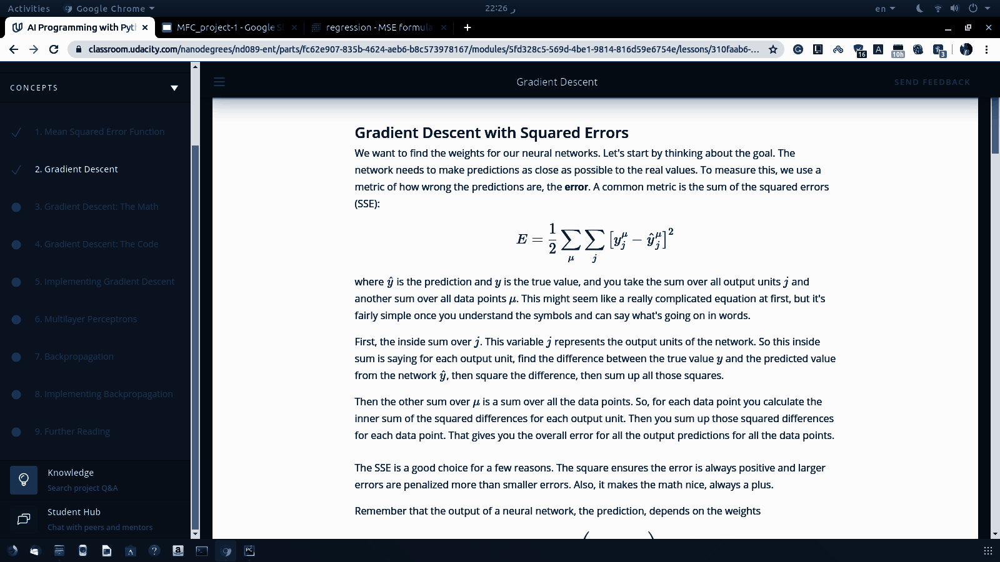 Activities Google Chrome 22:26 ر en
AI Programming with Pyth MFC_project-1 - Google Sl regression - MSE formula
classroom.udacity.com/nanodegrees/nd089-ent/parts/fc62e907-835b-4624-aeb6-b8c573978167/modules/5fd328c5-569d-4be1-9814-816d59e6754e/lessons/310faab6-...
16 10h 3
CONCEPTS
Gradient Descent
SEND FEEDBACK
1. Mean Squared Error Function
2. Gradient Descent
3. Gradient Descent: The Math
4. Gradient Descent: The Code
5. Implementing Gradient Descent
6. Multilayer Perceptrons
7. Backpropagation
8. Implementing Backpropagation
9. Further Reading
Knowledge
Search project Q&A
Student Hub
Chat with peers and mentors
Gradient Descent with Squared Errors
We want to find the weights for our neural networks. Let's start by thinking about the goal. The
network needs to make predictions as close as possible to the real values. To measure this, we use a
metric of how wrong the predictions are, the error. A common metric is the sum of the squared errors
(SSE):
E = 1/2 ∑_μ ∑_j [y_j^μ − ŷ_j^μ]^2
where ŷ is the prediction and y is the true value, and you take the sum over all output units j and
another sum over all data points μ. This might seem like a really complicated equation at first, but it's
fairly simple once you understand the symbols and can say what's going on in words.
First, the inside sum over j. This variable j represents the output units of the network. So this inside
sum is saying for each output unit, find the difference between the true value y and the predicted value
from the network ŷ, then square the difference, then sum up all those squares.
Then the other sum over μ is a sum over all the data points. So, for each data point you calculate the
inner sum of the squared differences for each output unit. Then you sum up those squared differences
for each data point. That gives you the overall error for all the output predictions for all the data points.
The SSE is a good choice for a few reasons. The square ensures the error is always positive and larger
errors are penalized more than smaller errors. Also, it makes the math nice, always a plus.
Remember that the output of a neural network, the prediction, depends on the weights